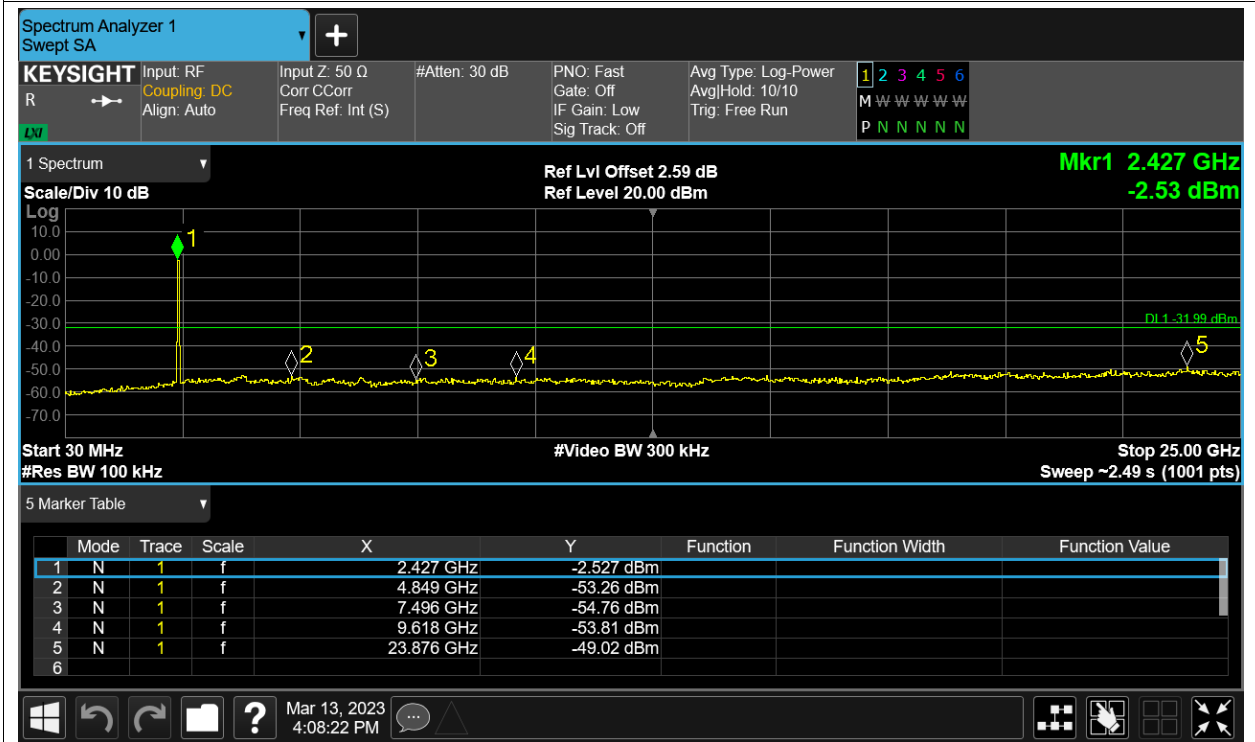 Spectrum Analyzer 1
Swept SA
KEYSIGHT
R
LXI
Input: RF
Coupling: DC
Align: Auto
Input Z: 50 Ω
Corr CCorr
Freq Ref: Int (S)
#Atten: 30 dB
PNO: Fast
Gate: Off
IF Gain: Low
Sig Track: Off
Avg Type: Log-Power
Avg|Hold: 10/10
Trig: Free Run
1 2 3 4 5 6
M W W W W W
P N N N N N
1 Spectrum
Scale/Div 10 dB
Ref Lvl Offset 2.59 dB
Ref Level 20.00 dBm
Mkr1 2.427 GHz
-2.53 dBm
Log
10.0
0.00
-10.0
-20.0
-30.0
-40.0
-50.0
-60.0
-70.0
1
2
3
4
5
DL1 -31.99 dBm
Start 30 MHz
#Res BW 100 kHz
#Video BW 300 kHz
Stop 25.00 GHz
Sweep ~2.49 s (1001 pts)
5 Marker Table
Mode Trace Scale X Y Function Function Width Function Value
1 N 1 f 2.427 GHz -2.527 dBm
2 N 1 f 4.849 GHz -53.26 dBm
3 N 1 f 7.496 GHz -54.76 dBm
4 N 1 f 9.618 GHz -53.81 dBm
5 N 1 f 23.876 GHz -49.02 dBm
6
?
Mar 13, 2023
4:08:22 PM